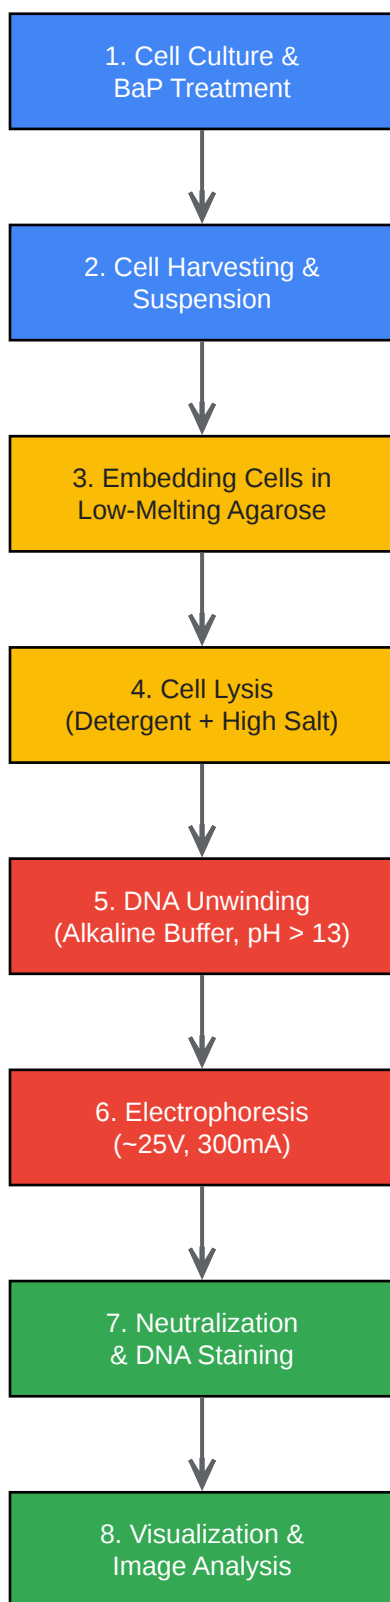 1. Cell Culture &
BaP Treatment
2. Cell Harvesting &
Suspension
3. Embedding Cells in
Low-Melting Agarose
4. Cell Lysis
(Detergent + High Salt)
5. DNA Unwinding
(Alkaline Buffer, pH > 13)
6. Electrophoresis
(~25V, 300mA)
7. Neutralization
& DNA Staining
8. Visualization &
Image Analysis